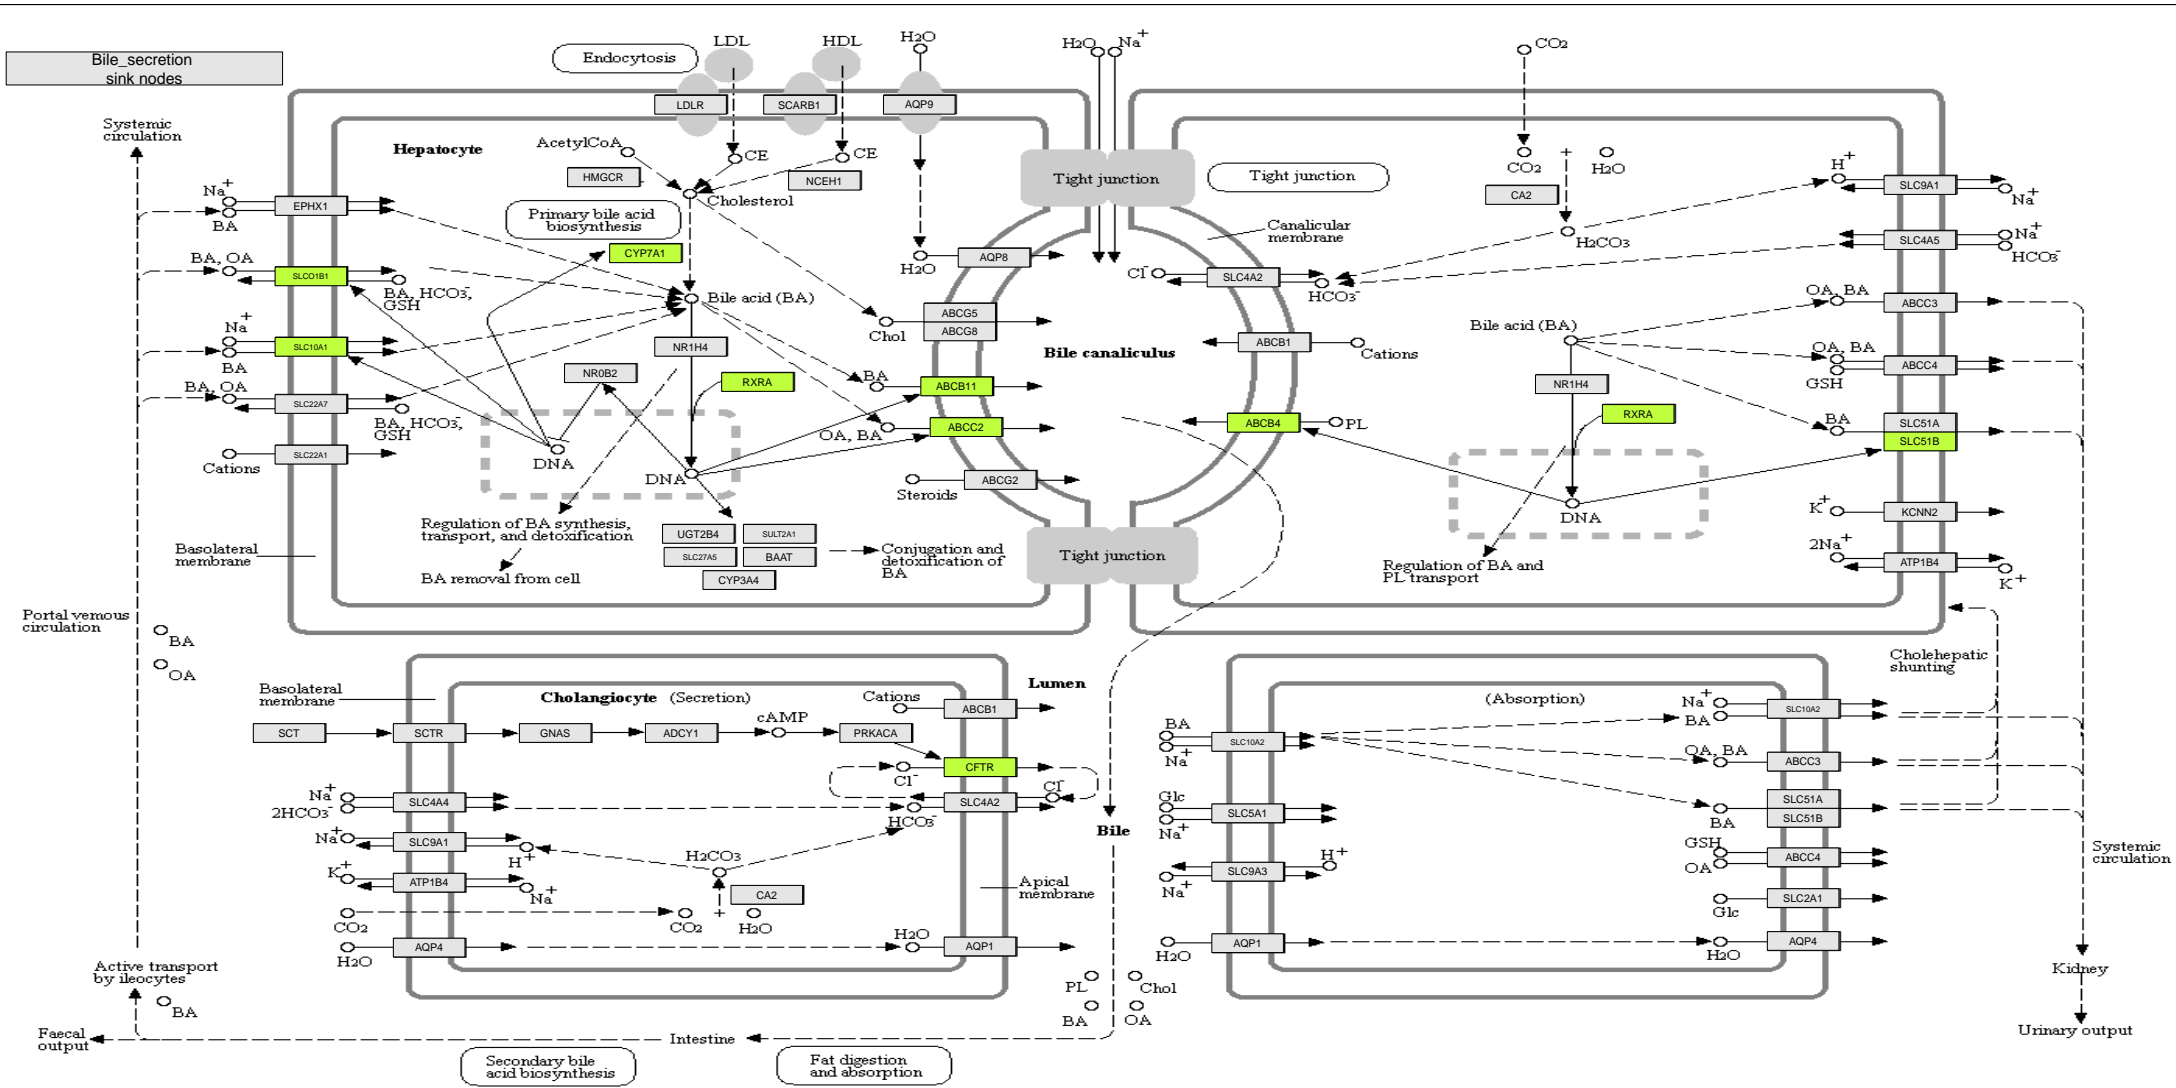 Bile_secretion
sink nodes
Endocytosis
LDL
HDL
H2O
H2O
Na+
CO2
LDLR
SCARB1
AQP9
Systemic
circulation
Hepatocyte
AcetylCoA
CE
CE
HMGCR
NCEH1
Cholesterol
Tight junction
Tight junction
CO2
+
H2O
CA2
H2CO3
H+
SLC9A1
Na+
Na+
EPHX1
BA
Primary bile acid
biosynthesis
CYP7A1
H2O
AQP8
Canalicular
membrane
SLC4A5
Na+
HCO3-
BA, OA
SLCO1B1
BA, HCO3-,
GSH
Bile acid (BA)
Cl-
SLC4A2
HCO3-
OA, BA
ABCC3
Na+
SLC10A1
BA
NR1H4
Chol
ABCG5
ABCG8
Bile canaliculus
ABCB1
Cations
Bile acid (BA)
OA, BA
GSH
ABCC4
NR0B2
RXRA
BA
ABCB11
NR1H4
RXRA
BA, OA
SLC22A7
BA, HCO3-,
GSH
OA, BA
ABCC2
ABCB4
PL
BA
SLC51A
SLC51B
Cations
SLC22A1
DNA
DNA
Steroids
ABCG2
DNA
Regulation of BA synthesis,
transport, and detoxification
BA removal from cell
UGT2B4
SULT2A1
SLC27A5
BAAT
CYP3A4
Conjugation and
detoxification of
BA
Tight junction
Regulation of BA and
PL transport
K+
KCNN2
2Na+
ATP1B4
K+
Basolateral
membrane
Portal venous
circulation
BA
OA
Basolateral
membrane
Cholangiocyte (Secretion)
Cations
ABCB1
Lumen
SCT
SCTR
GNAS
ADCY1
cAMP
PRKACA
CFTR
Cl-
Cl-
Na+
2HCO3-
SLC4A4
HCO3-
SLC4A2
Na+
SLC9A1
H+
H2CO3
K+
ATP1B4
Na+
CA2
CO2
CO2
+
H2O
H2O
AQP4
H2O
AQP1
Apical
membrane
Bile
(Absorption)
Cholehepatic
shunting
BA
Na+
SLC10A2
Na+
BA
SLC10A2
OA, BA
ABCC3
Glc
Na+
SLC5A1
BA
SLC51A
SLC51B
Na+
SLC9A3
H+
GSH
OA
ABCC4
Glc
SLC2A1
H2O
AQP1
H2O
AQP4
Systemic
circulation
Kidney
Urinary output
Active transport
by ileocytes
BA
PL
Chol
BA
OA
Faecal
output
Intestine
Secondary bile
acid biosynthesis
Fat digestion
and absorption